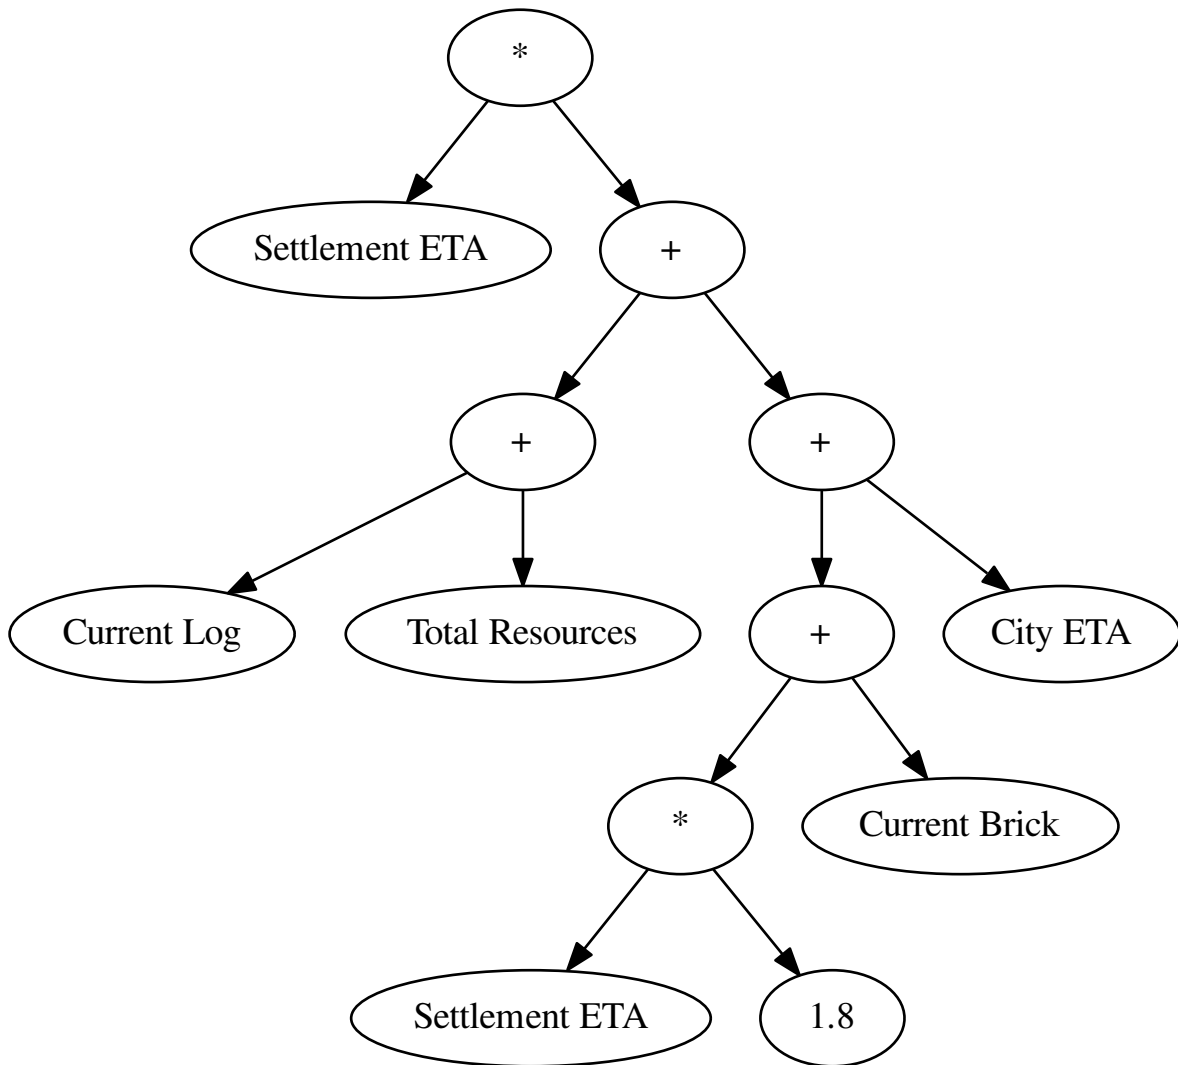 *
Settlement ETA
+
+
+
Current Log
Total Resources
+
City ETA
*
Current Brick
Settlement ETA
1.8